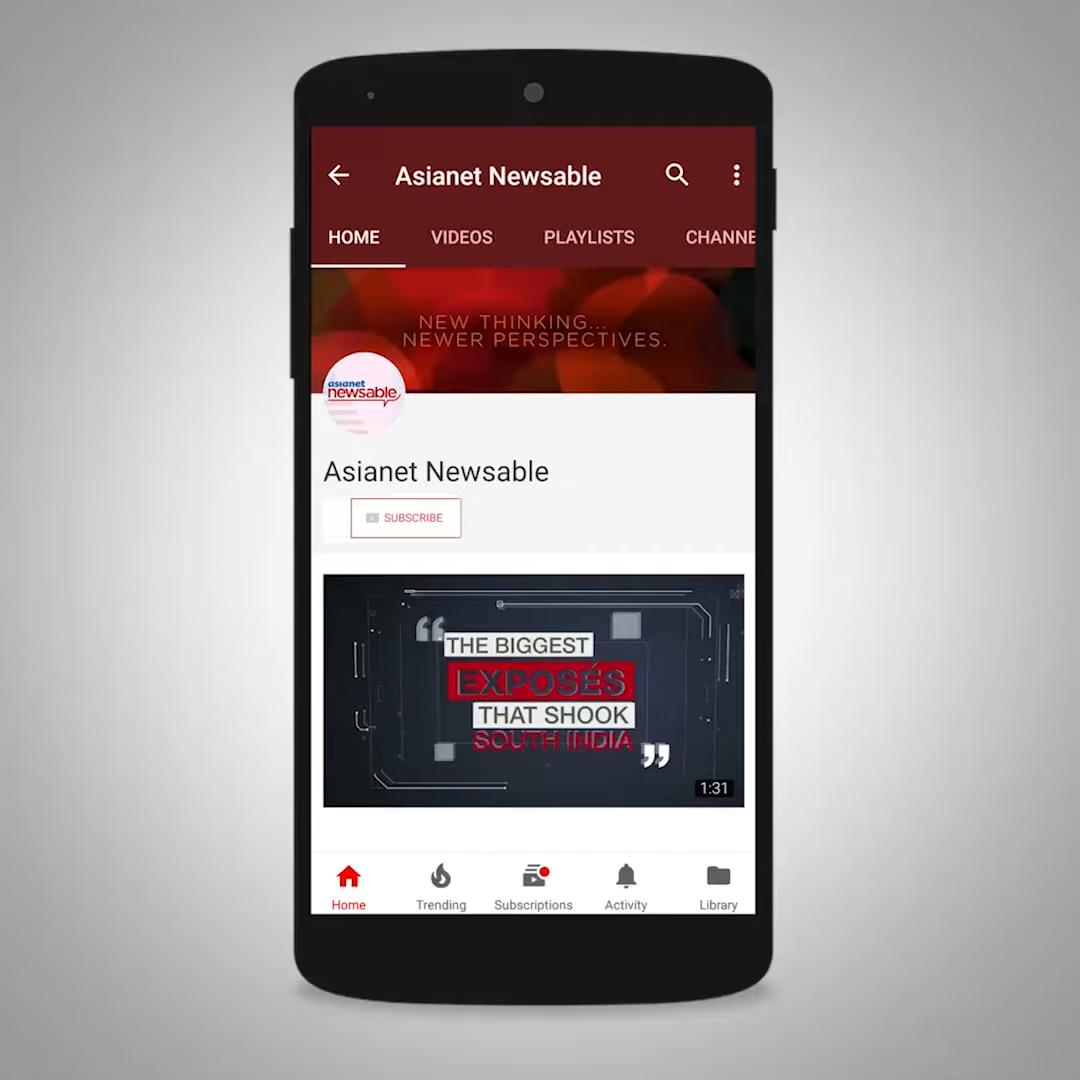 Asianet Newsable
HOME VIDEOS PLAYLISTS CHANNE
NEW THINKING...
NEWER PERSPECTIVES.
asianet
newsable
Asianet Newsable
SUBSCRIBE
“ THE BIGGEST
EXPOSÉS
THAT SHOOK
SOUTH INDIA ”
1:31
Home Trending Subscriptions Activity Library